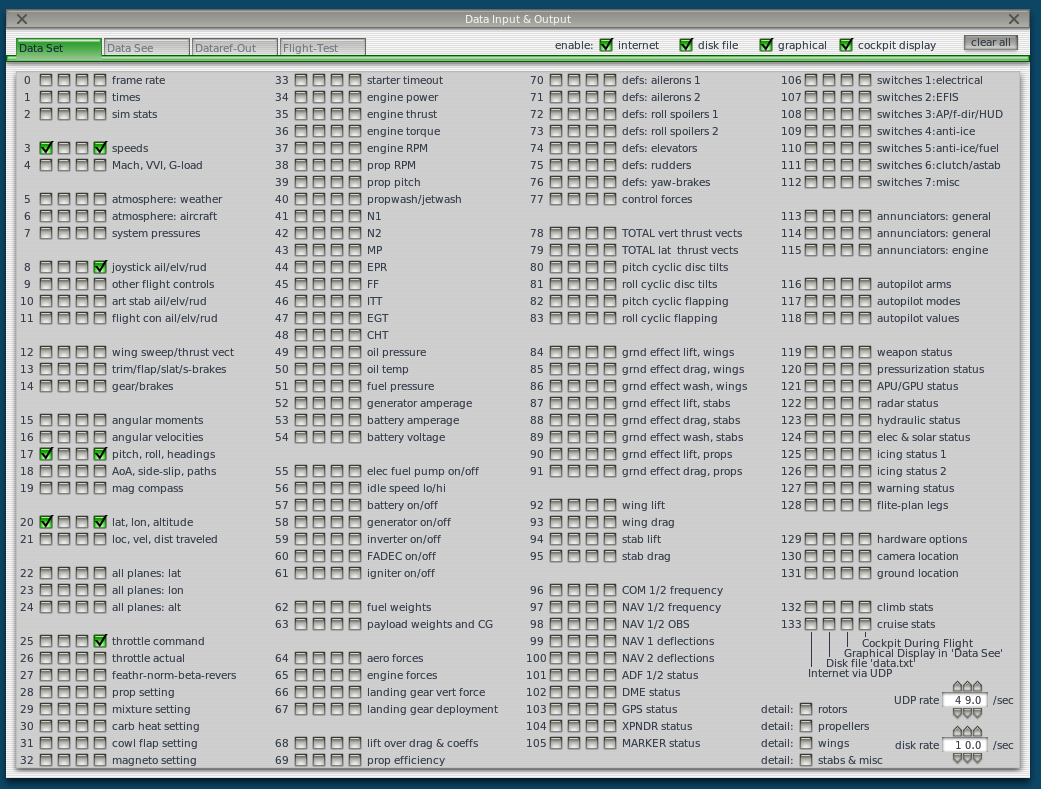 Data Input & Output
Data Set
Data See
Dataref-Out
Flight-Test
enable: internet disk file graphical cockpit display clear all
0 frame rate
1 times
2 sim stats
3 speeds
4 Mach, VVI, G-load
5 atmosphere: weather
6 atmosphere: aircraft
7 system pressures
8 joystick ail/elv/rud
9 other flight controls
10 art stab ail/elv/rud
11 flight con ail/elv/rud
12 wing sweep/thrust vect
13 trim/flap/slat/s-brakes
14 gear/brakes
15 angular moments
16 angular velocities
17 pitch, roll, headings
18 AoA, side-slip, paths
19 mag compass
20 lat, lon, altitude
21 loc, vel, dist traveled
22 all planes: lat
23 all planes: lon
24 all planes: alt
25 throttle command
26 throttle actual
27 feathr-norm-beta-revers
28 prop setting
29 mixture setting
30 carb heat setting
31 cowl flap setting
32 magneto setting
33 starter timeout
34 engine power
35 engine thrust
36 engine torque
37 engine RPM
38 prop RPM
39 prop pitch
40 propwash/jetwash
41 N1
42 N2
43 MP
44 EPR
45 FF
46 ITT
47 EGT
48 CHT
49 oil pressure
50 oil temp
51 fuel pressure
52 generator amperage
53 battery amperage
54 battery voltage
55 elec fuel pump on/off
56 idle speed lo/hi
57 battery on/off
58 generator on/off
59 inverter on/off
60 FADEC on/off
61 igniter on/off
62 fuel weights
63 payload weights and CG
64 aero forces
65 engine forces
66 landing gear vert force
67 landing gear deployment
68 lift over drag & coeffs
69 prop efficiency
70 defs: ailerons 1
71 defs: ailerons 2
72 defs: roll spoilers 1
73 defs: roll spoilers 2
74 defs: elevators
75 defs: rudders
76 defs: yaw-brakes
77 control forces
78 TOTAL vert thrust vects
79 TOTAL lat thrust vects
80 pitch cyclic disc tilts
81 roll cyclic disc tilts
82 pitch cyclic flapping
83 roll cyclic flapping
84 grnd effect lift, wings
85 grnd effect drag, wings
86 grnd effect wash, wings
87 grnd effect lift, stabs
88 grnd effect drag, stabs
89 grnd effect wash, stabs
90 grnd effect lift, props
91 grnd effect drag, props
92 wing lift
93 wing drag
94 stab lift
95 stab drag
96 COM 1/2 frequency
97 NAV 1/2 frequency
98 NAV 1/2 OBS
99 NAV 1 deflections
100 NAV 2 deflections
101 ADF 1/2 status
102 DME status
103 GPS status
104 XPNDR status
105 MARKER status
106 switches 1:electrical
107 switches 2:EFIS
108 switches 3:AP/f-dir/HUD
109 switches 4:anti-ice
110 switches 5:anti-ice/fuel
111 switches 6:clutch/astab
112 switches 7:misc
113 annunciators: general
114 annunciators: general
115 annunciators: engine
116 autopilot arms
117 autopilot modes
118 autopilot values
119 weapon status
120 pressurization status
121 APU/GPU status
122 radar status
123 hydraulic status
124 elec & solar status
125 icing status 1
126 icing status 2
127 warning status
128 flite-plan legs
129 hardware options
130 camera location
131 ground location
132 climb stats
133 cruise stats
Cockpit During Flight
Graphical Display in 'Data See'
Disk file 'data.txt'
Internet via UDP
UDP rate 4 9.0 /sec
detail: rotors
detail: propellers
detail: wings
detail: stabs & misc
disk rate 1 0.0 /sec